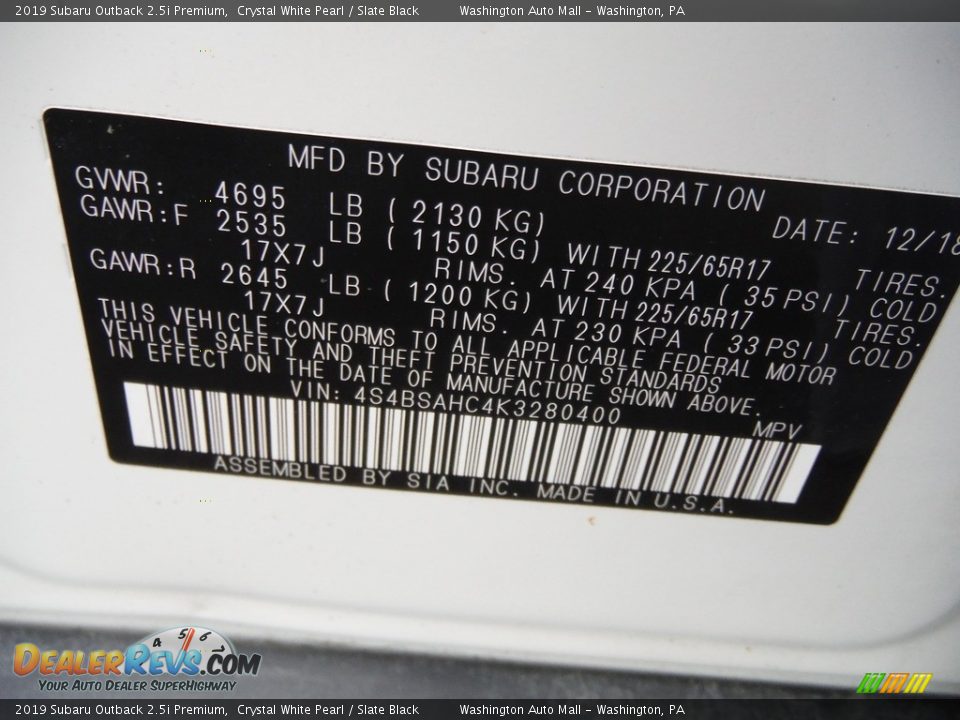 2019 Subaru Outback 2.5i Premium, Crystal White Pearl / Slate Black Washington Auto Mall - Washington, PA
MFD BY SUBARU CORPORATION
GVWR: 4695 LB ( 2130 KG) DATE: 12/18
GAWR:F 2535 LB ( 1150 KG) WITH 225/65R17 TIRES.
17X7J RIMS. AT 240 KPA ( 35 PSI) COLD
GAWR:R 2645 LB ( 1200 KG) WITH 225/65R17 TIRES.
17X7J RIMS. AT 230 KPA ( 33 PSI) COLD
THIS VEHICLE CONFORMS TO ALL APPLICABLE FEDERAL MOTOR
VEHICLE SAFETY AND THEFT PREVENTION STANDARDS
IN EFFECT ON THE DATE OF MANUFACTURE SHOWN ABOVE.
VIN: 4S4BSAHC4K3280400 MPV
ASSEMBLED BY SIA INC. MADE IN U.S.A.
4 5 6
DEALERREVS.COM
YOUR AUTO DEALER SUPERHIGHWAY
2019 Subaru Outback 2.5i Premium, Crystal White Pearl / Slate Black Washington Auto Mall - Washington, PA